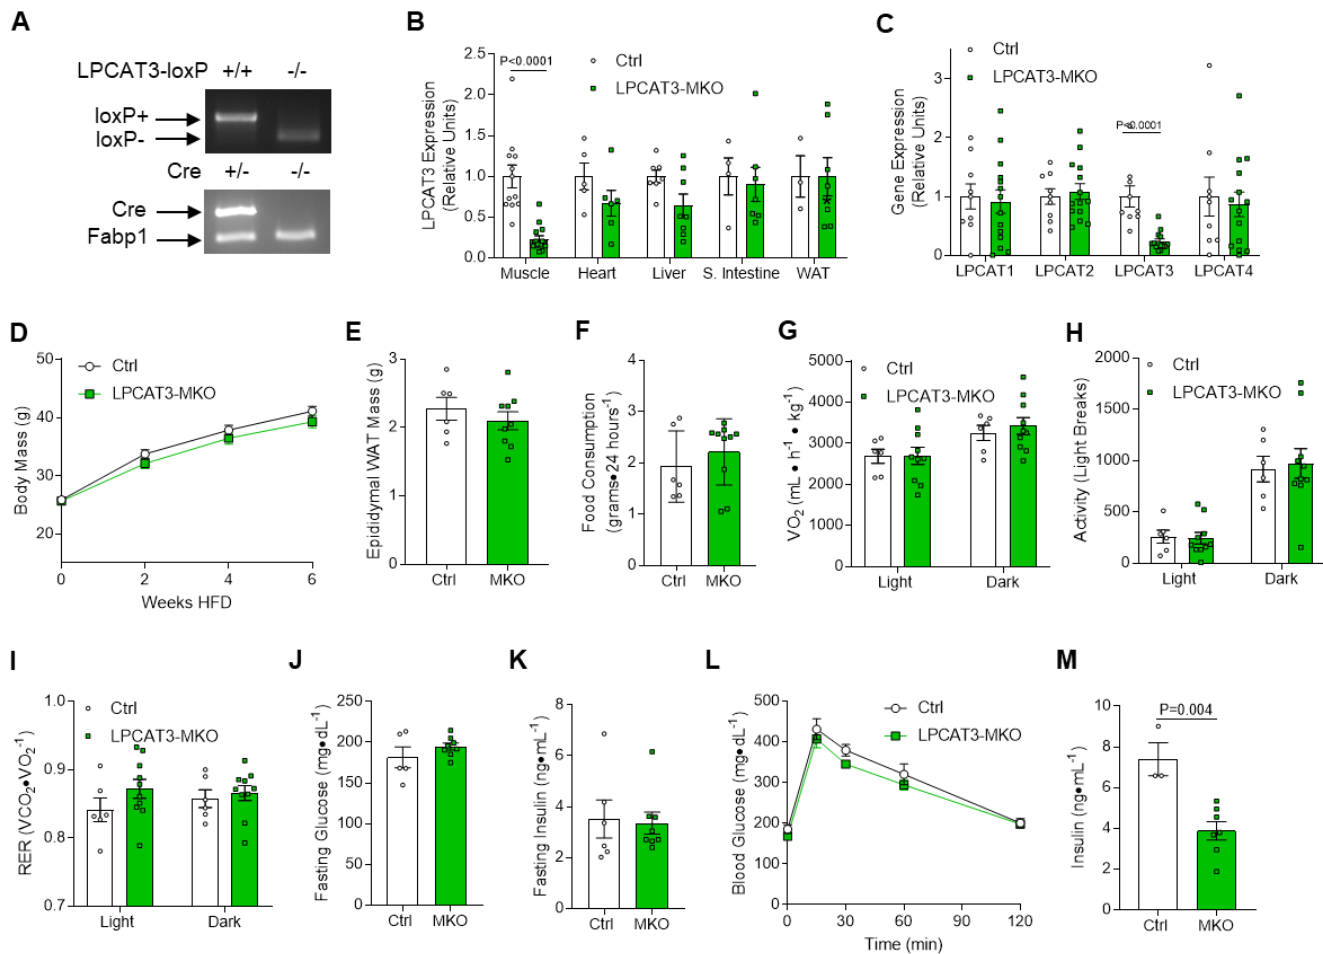 A
LPCAT3-loxP +/+ -/-
loxP+
loxP-
Cre +/- -/-
Cre
Fabp1
B
Ctrl
LPCAT3-MKO
P<0.0001
LPCAT3 Expression
(Relative Units)
2.5
2.0
1.5
1.0
0.5
0.0
Muscle Heart Liver S. Intestine WAT
C
Ctrl
LPCAT3-MKO
P<0.0001
Gene Expression
(Relative Units)
3
2
1
0
LPCAT1 LPCAT2 LPCAT3 LPCAT4
D
Ctrl
LPCAT3-MKO
Body Mass (g)
50
40
30
20
0 2 4 6
Weeks HFD
E
Epididymal WAT Mass (g)
3
2
1
0
Ctrl MKO
F
Food Consumption
(grams•24 hours-1)
4
3
2
1
0
Ctrl MKO
G
Ctrl
LPCAT3-MKO
VO2 (mL • h-1 • kg-1)
5000
4000
3000
2000
1000
0
Light Dark
H
Ctrl
LPCAT3-MKO
Activity (Light Breaks)
2000
1500
1000
500
0
Light Dark
I
Ctrl
LPCAT3-MKO
RER (VCO2•VO2-1)
1.0
0.9
0.8
0.7
Light Dark
J
Fasting Glucose (mg•dL-1)
250
200
150
100
50
0
Ctrl MKO
K
Fasting Insulin (ng•mL-1)
8
6
4
2
0
Ctrl MKO
L
Ctrl
LPCAT3-MKO
Blood Glucose (mg•dL-1)
500
400
300
200
100
0
0 30 60 90 120
Time (min)
M
P=0.004
Insulin (ng•mL-1)
10
8
6
4
2
0
Ctrl MKO